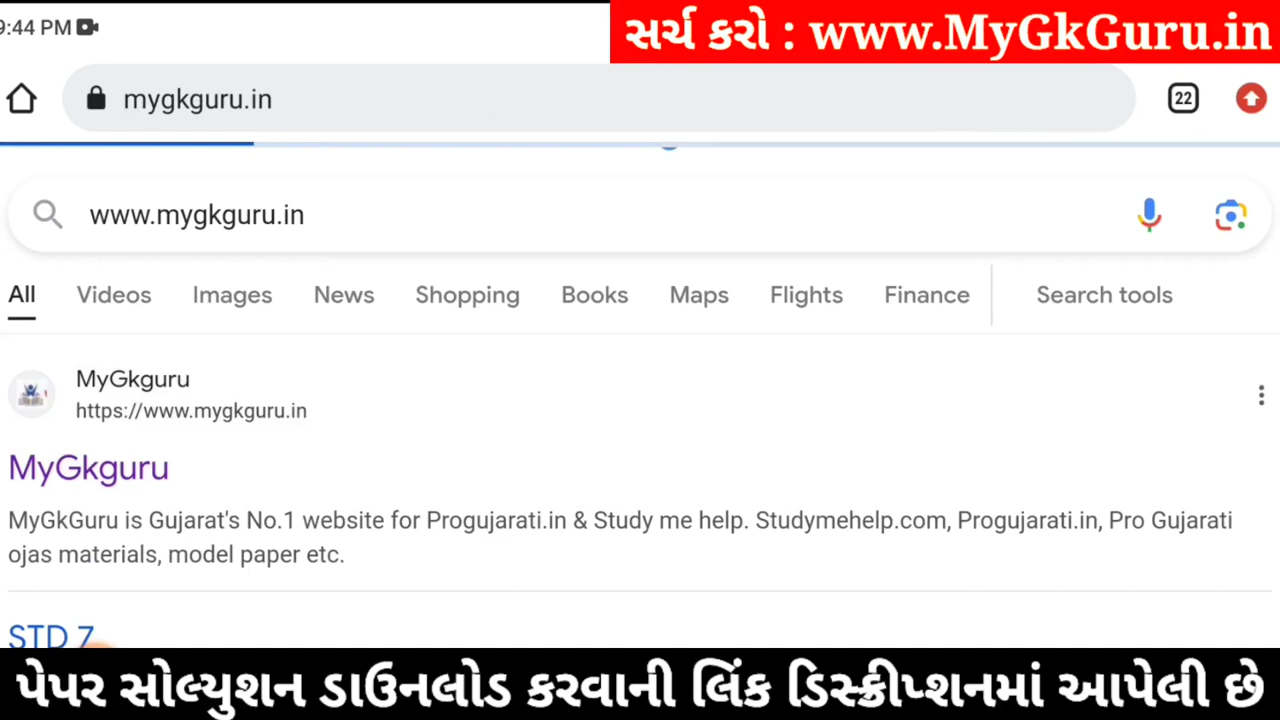 9:44 PM
સર્ચ કરો : www.MyGkGuru.in
mygkguru.in
22
www.mygkguru.in
All Videos Images News Shopping Books Maps Flights Finance Search tools
MyGkguru
https://www.mygkguru.in
MyGkguru
MyGkGuru is Gujarat's No.1 website for Progujarati.in & Study me help. Studymehelp.com, Progujarati.in, Pro Gujarati
ojas materials, model paper etc.
STD 7
પેપર સોલ્યુશન ડાઉનલોડ કરવાની લિંક ડિસ્ક્રીપ્શનમાં આપેલી છે